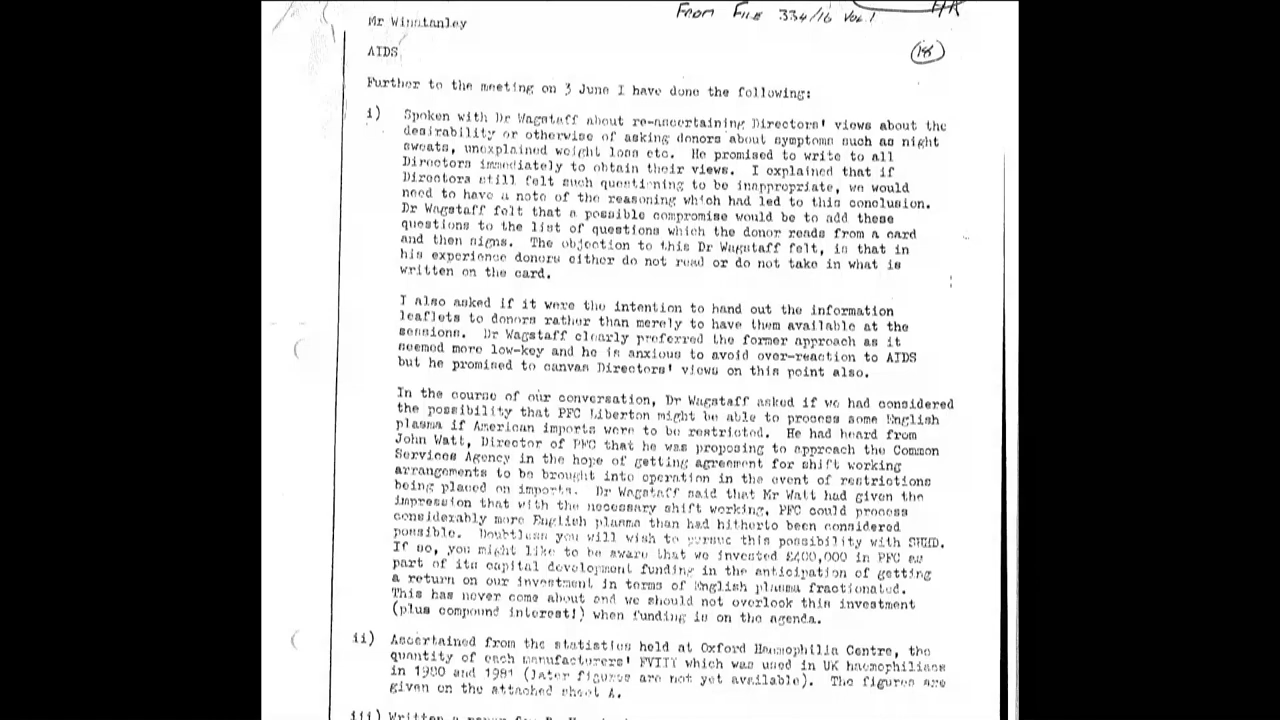 FROM FILE 334/16 VOL.1
Mr Winstanley
18
AIDS
Further to the meeting on 3 June I have done the following:
i) Spoken with Dr Wagstaff about re-ascertaining Directors' views about the
desirability or otherwise of asking donors about symptoms such as night
sweats, unexplained weight loss etc. He promised to write to all
Directors immediately to obtain their views. I explained that if
Directors still felt such questioning to be inappropriate, we would
need to have a note of the reasoning which had led to this conclusion.
Dr Wagstaff felt that a possible compromise would be to add these
questions to the list of questions which the donor reads from a card
and then signs. The objection to this Dr Wagstaff felt, is that in
his experience donors either do not read or do not take in what is
written on the card.
I also asked if it were the intention to hand out the information
leaflets to donors rather than merely to have them available at the
sessions. Dr Wagstaff clearly preferred the former approach as it
seemed more low-key and he is anxious to avoid over-reaction to AIDS
but he promised to canvas Directors' views on this point also.
In the course of our conversation, Dr Wagstaff asked if we had considered
the possibility that PFC Liberton might be able to process some English
plasma if American imports were to be restricted. He had heard from
John Watt, Director of PFC that he was proposing to approach the Common
Services Agency in the hope of getting agreement for shift working
arrangements to be brought into operation in the event of restrictions
being placed on imports. Dr Wagstaff said that Mr Watt had given the
impression that with the necessary shift working, PFC could process
considerably more English plasma than had hitherto been considered
possible. Doubtless you will wish to pursue this possibility with SHHD.
If so, you might like to be aware that we invested £400,000 in PFC as
part of its capital development funding in the anticipation of getting
a return on our investment in terms of English plasma fractionated.
This has never come about and we should not overlook this investment
(plus compound interest!) when funding is on the agenda.
ii) Ascertained from the statistics held at Oxford Haemophilia Centre, the
quantity of each manufacturers' FVIII which was used in UK haemophiliacs
in 1980 and 1981 (later figures are not yet available). The figures are
given on the attached sheet A.
iii) Written a paper for Dr